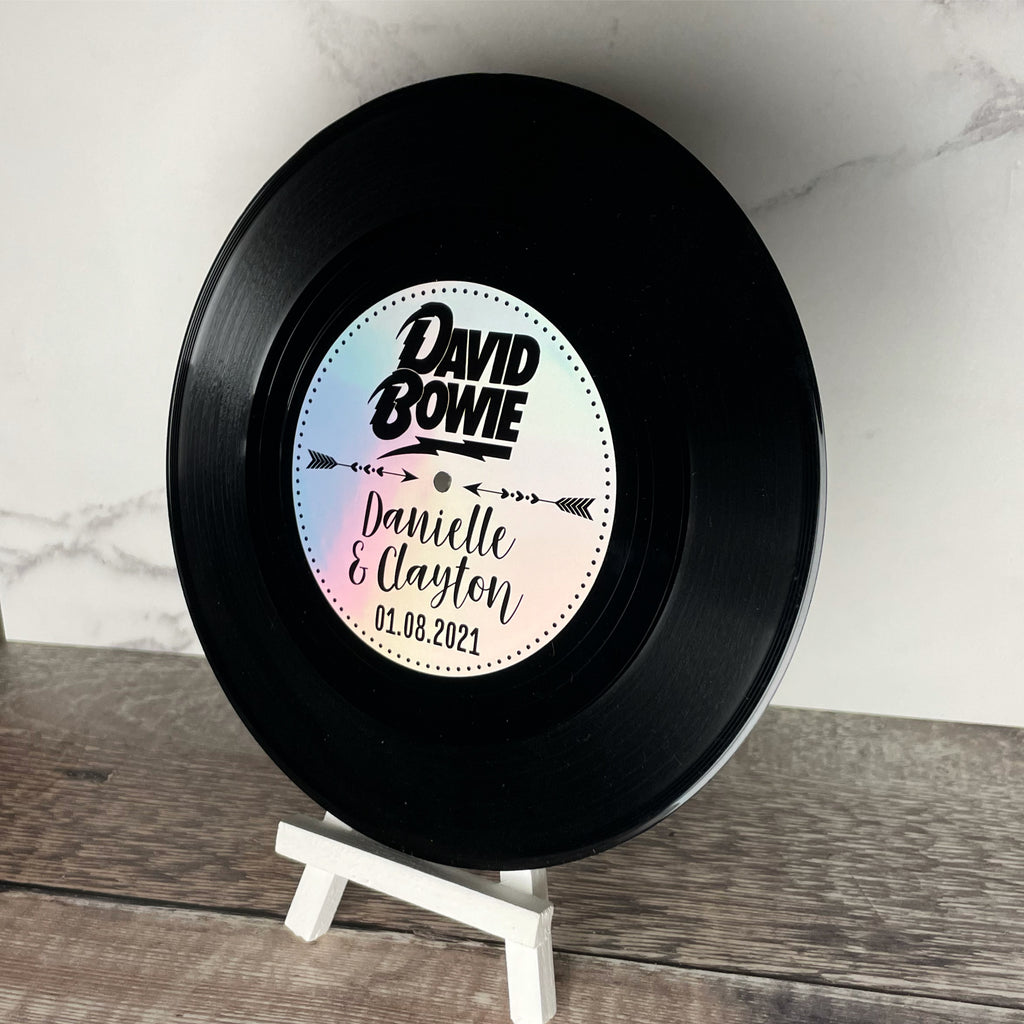 DAVID
BOWIE
Danielle
& Clayton
01.08.2021